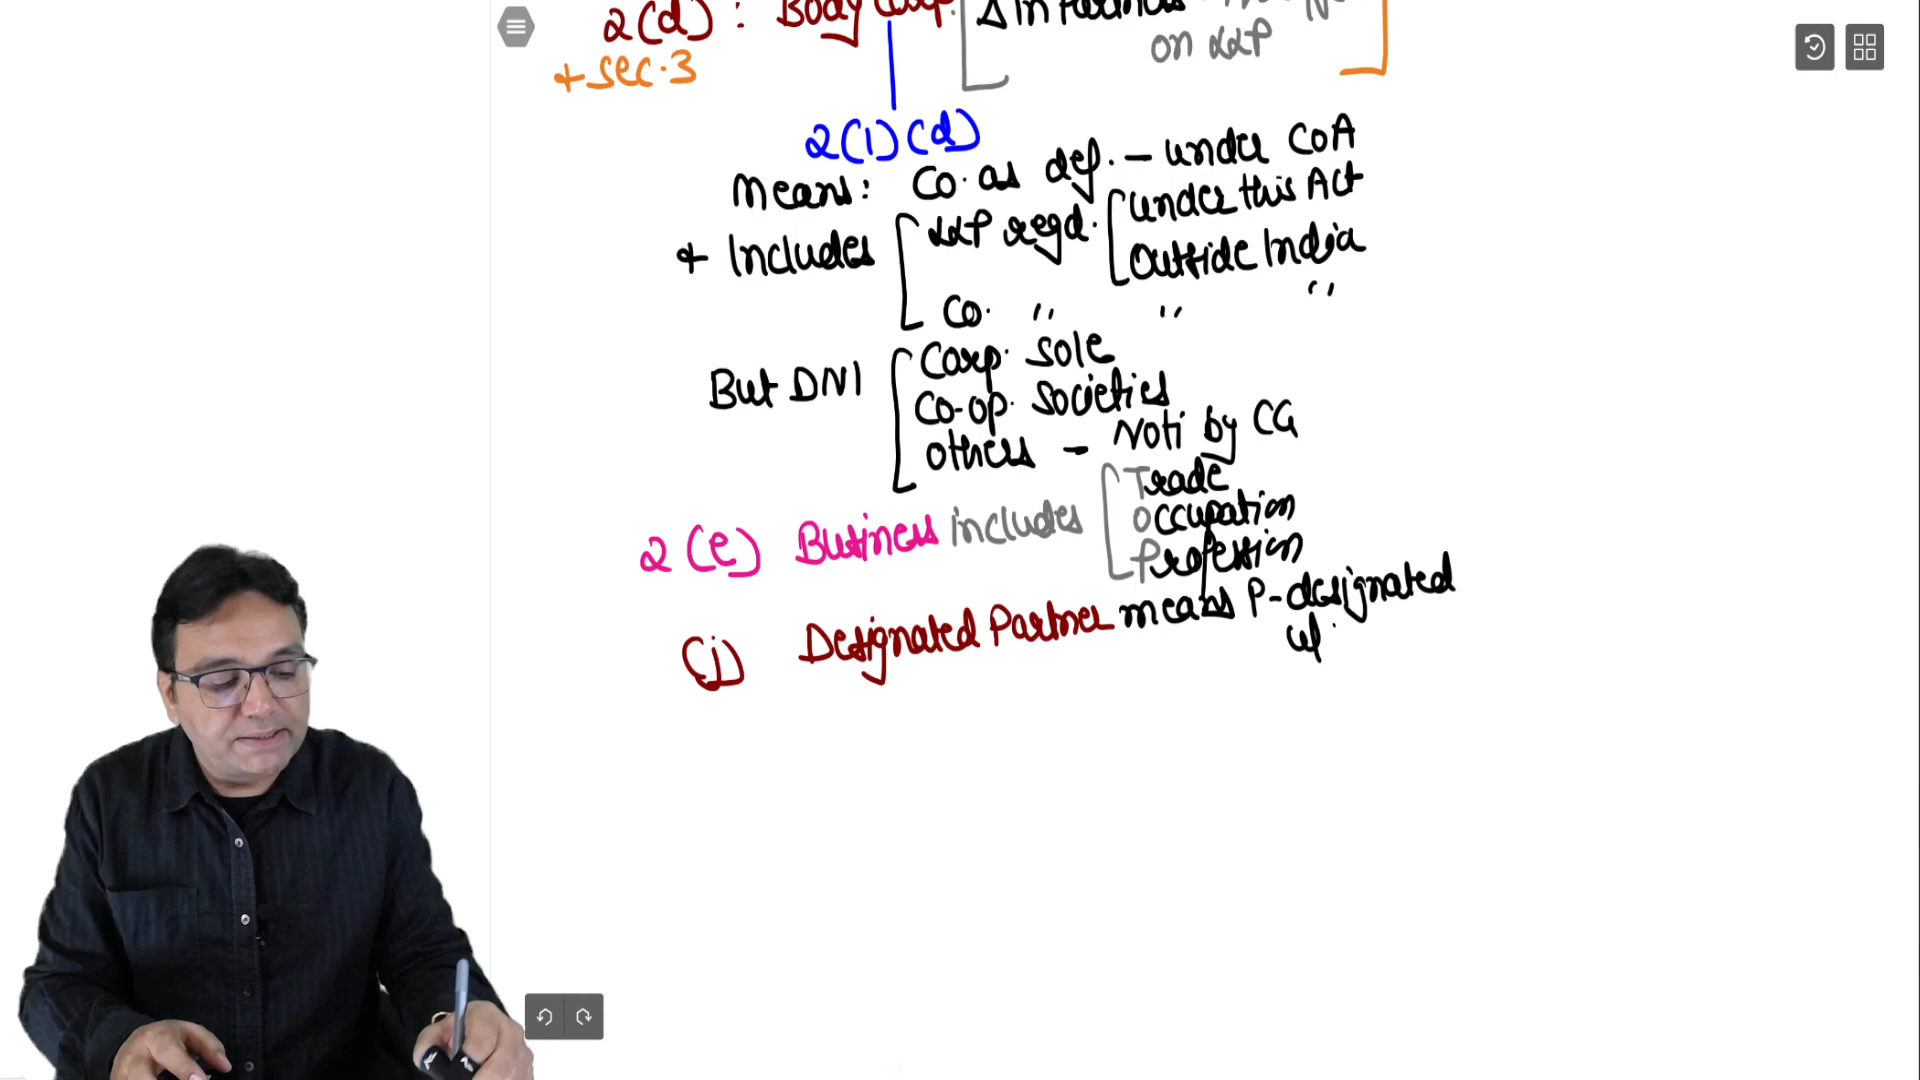 2(d): Body Corp. [ Δ in Partners
+ sec.3 on LLP ]
2(1)(d)
Means: Co. as def. – under CoA
+ Includes [ LLP regd. [ under this Act
Outside India
Co. " " "
But DNI [ Corp. Sole
Co-op. Societies
Others – Noti by CG
2(e) Business includes [ Trade
Occupation
Profession
(j) Designated Partner means P-designated
u/